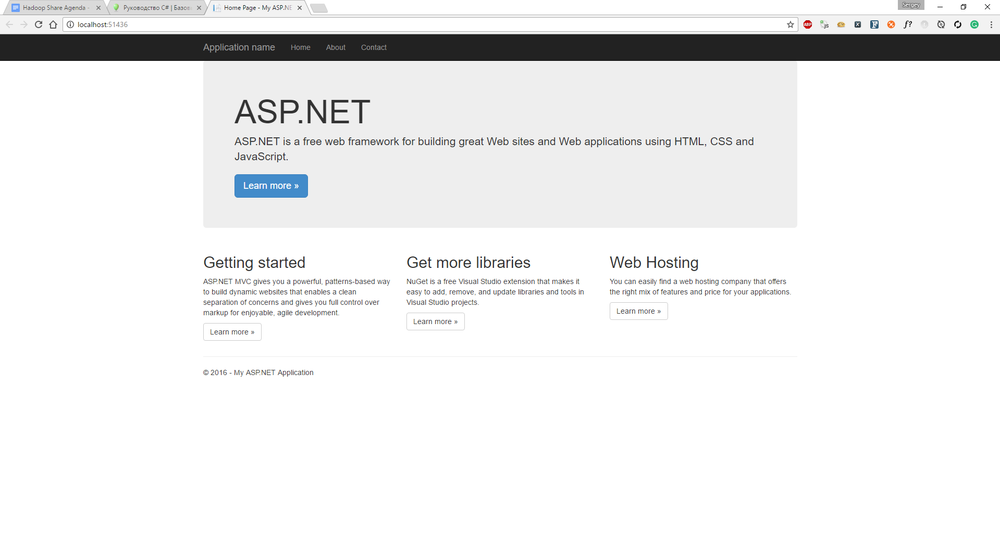 Hadoop Share Agenda -
Руководство C# | Базов
Home Page - My ASP.NE
Sergey
localhost:51436
ABP
js
f?
Application name
Home
About
Contact
ASP.NET
ASP.NET is a free web framework for building great Web sites and Web applications using HTML, CSS and
JavaScript.
Learn more »
Getting started
ASP.NET MVC gives you a powerful, patterns-based way
to build dynamic websites that enables a clean
separation of concerns and gives you full control over
markup for enjoyable, agile development.
Learn more »
Get more libraries
NuGet is a free Visual Studio extension that makes it
easy to add, remove, and update libraries and tools in
Visual Studio projects.
Learn more »
Web Hosting
You can easily find a web hosting company that offers
the right mix of features and price for your applications.
Learn more »
© 2016 - My ASP.NET Application